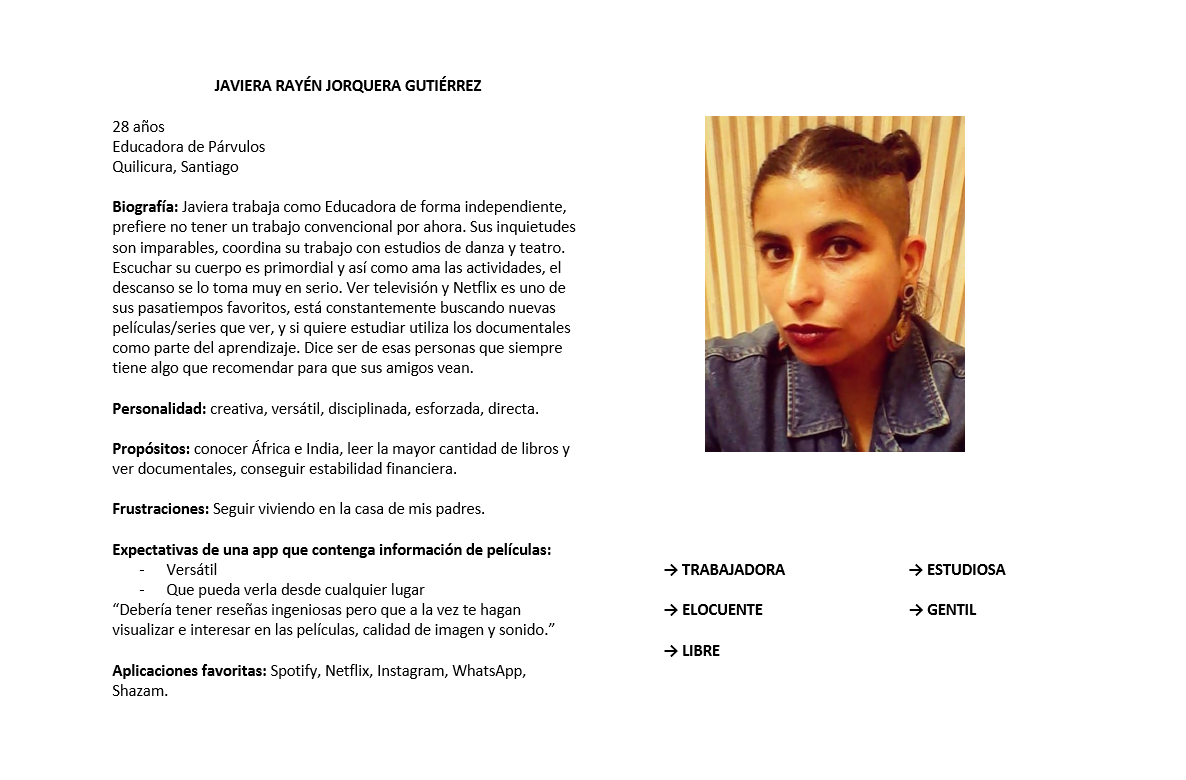 JAVIERA RAYÉN JORQUERA GUTIÉRREZ
28 años
Educadora de Párvulos
Quilicura, Santiago
Biografía: Javiera trabaja como Educadora de forma independiente,
prefiere no tener un trabajo convencional por ahora. Sus inquietudes
son imparables, coordina su trabajo con estudios de danza y teatro.
Escuchar su cuerpo es primordial y así como ama las actividades, el
descanso se lo toma muy en serio. Ver televisión y Netflix es uno de
sus pasatiempos favoritos, está constantemente buscando nuevas
películas/series que ver, y si quiere estudiar utiliza los documentales
como parte del aprendizaje. Dice ser de esas personas que siempre
tiene algo que recomendar para que sus amigos vean.
Personalidad: creativa, versátil, disciplinada, esforzada, directa.
Propósitos: conocer África e India, leer la mayor cantidad de libros y
ver documentales, conseguir estabilidad financiera.
Frustraciones: Seguir viviendo en la casa de mis padres.
Expectativas de una app que contenga información de películas:
- Versátil
- Que pueda verla desde cualquier lugar
“Debería tener reseñas ingeniosas pero que a la vez te hagan
visualizar e interesar en las películas, calidad de imagen y sonido.”
Aplicaciones favoritas: Spotify, Netflix, Instagram, WhatsApp,
Shazam.
→ TRABAJADORA
→ ESTUDIOSA
→ ELOCUENTE
→ GENTIL
→ LIBRE